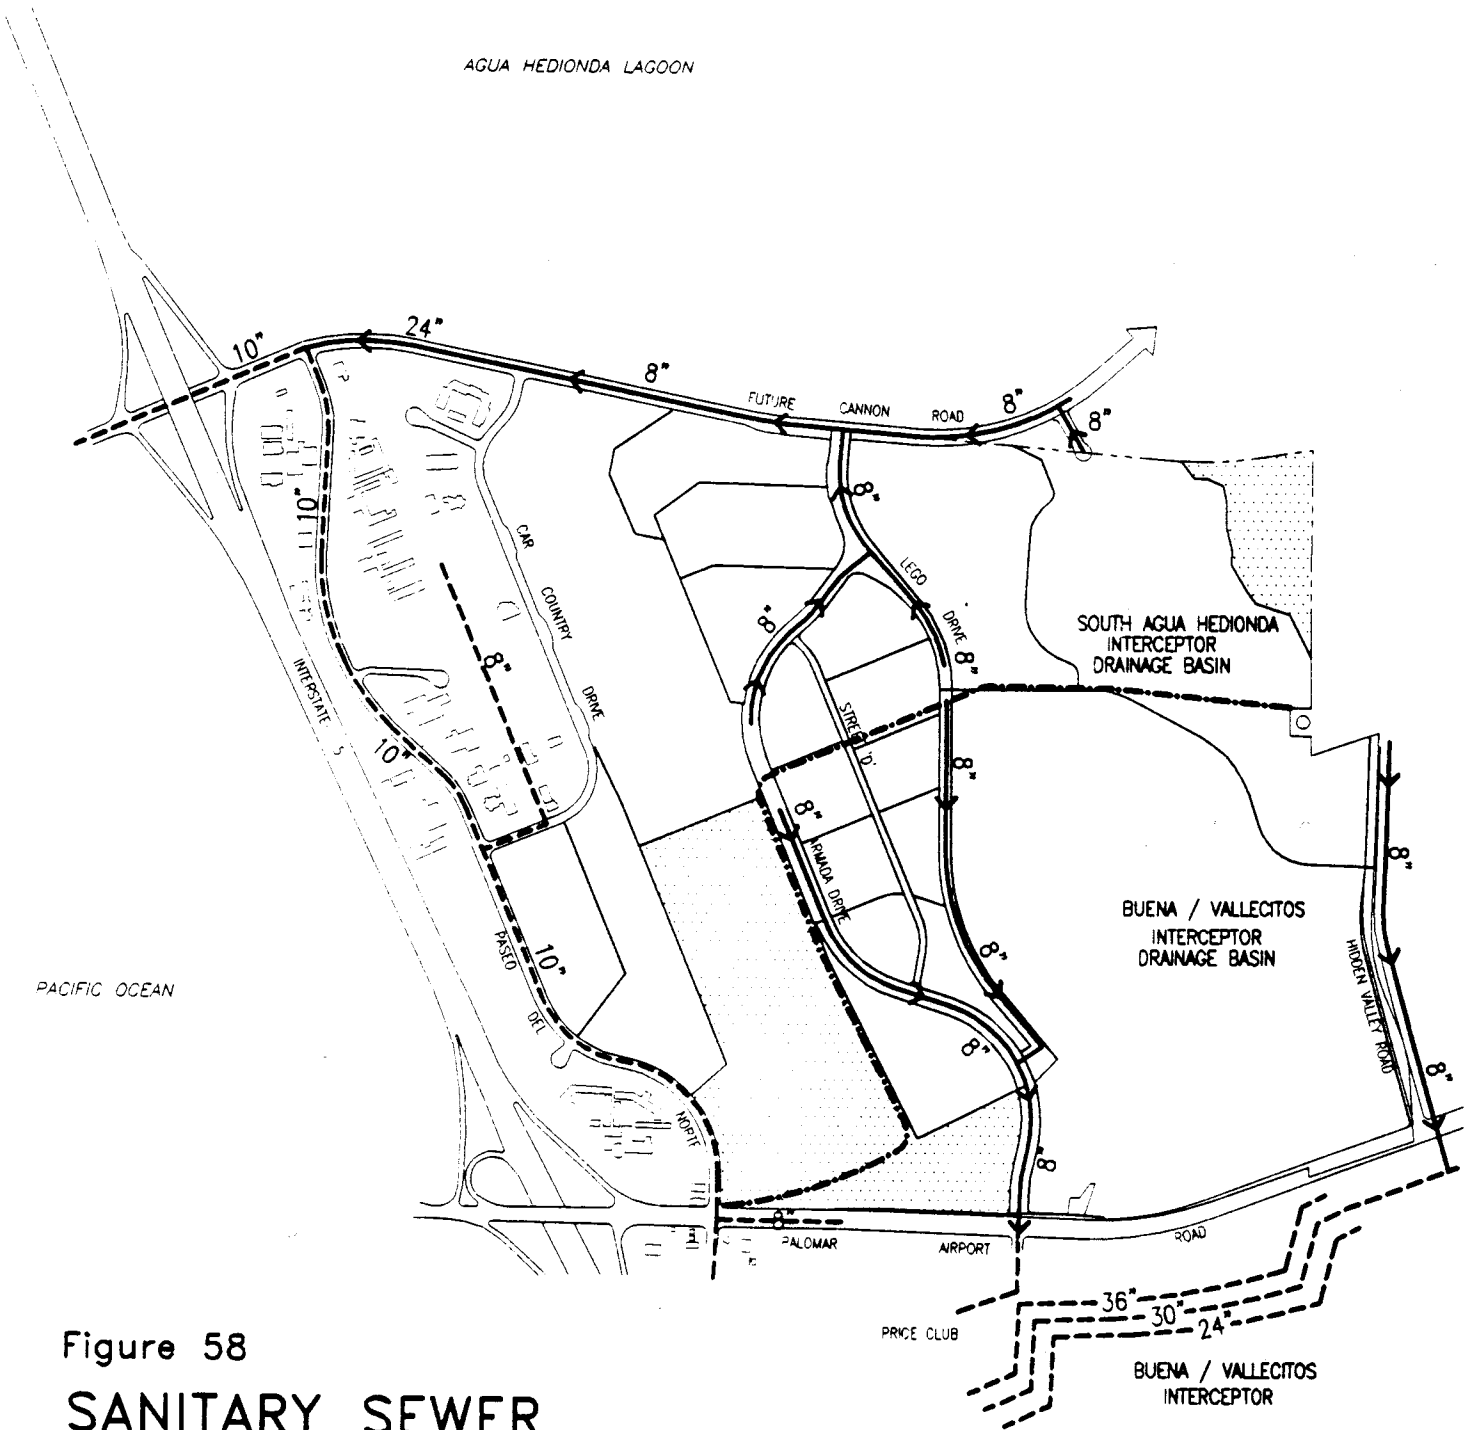 AGUA HEDIONDA LAGOON
24"
10"
8"
FUTURE CANNON ROAD
8"
8"
8"
10"
CAR COUNTRY DRIVE
LEGO DRIVE
8"
8"
8"
8"
SOUTH AGUA HEDIONDA
INTERCEPTOR
DRAINAGE BASIN
INTERSTATE 5
STREET 'D'
10"
8"
8"
ARMADA DRIVE
8"
BUENA / VALLECITOS
INTERCEPTOR
DRAINAGE BASIN
HIDDEN VALLEY ROAD
PACIFIC OCEAN
PASEO DEL NORTE
10"
8"
8"
8"
8"
8"
PALOMAR AIRPORT ROAD
36"
30"
24"
PRICE CLUB
BUENA / VALLECITOS
INTERCEPTOR
Figure 58
SANITARY SEWER